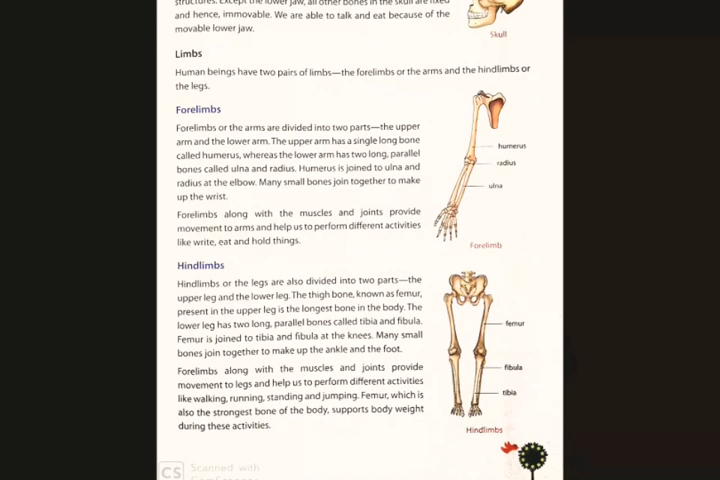 structures. Except the lower jaw, all other bones in the skull are fixed
and hence, immovable. We are able to talk and eat because of the
movable lower jaw.
Skull
Limbs
Human beings have two pairs of limbs—the forelimbs or the arms and the hindlimbs or
the legs.
Forelimbs
Forelimbs or the arms are divided into two parts—the upper
arm and the lower arm. The upper arm has a single long bone
called humerus, whereas the lower arm has two long, parallel
bones called ulna and radius. Humerus is joined to ulna and
radius at the elbow. Many small bones join together to make
up the wrist.
Forelimbs along with the muscles and joints provide
movement to arms and help us to perform different activities
like write, eat and hold things.
humerus
radius
ulna
Forelimb
Hindlimbs
Hindlimbs or the legs are also divided into two parts—the
upper leg and the lower leg. The thigh bone, known as femur,
present in the upper leg is the longest bone in the body. The
lower leg has two long, parallel bones called tibia and fibula.
Femur is joined to tibia and fibula at the knees. Many small
bones join together to make up the ankle and the foot.
Forelimbs along with the muscles and joints provide
movement to legs and help us to perform different activities
like walking, running, standing and jumping. Femur, which is
also the strongest bone of the body, supports body weight
during these activities.
femur
fibula
tibia
Hindlimbs
CS Scanned with